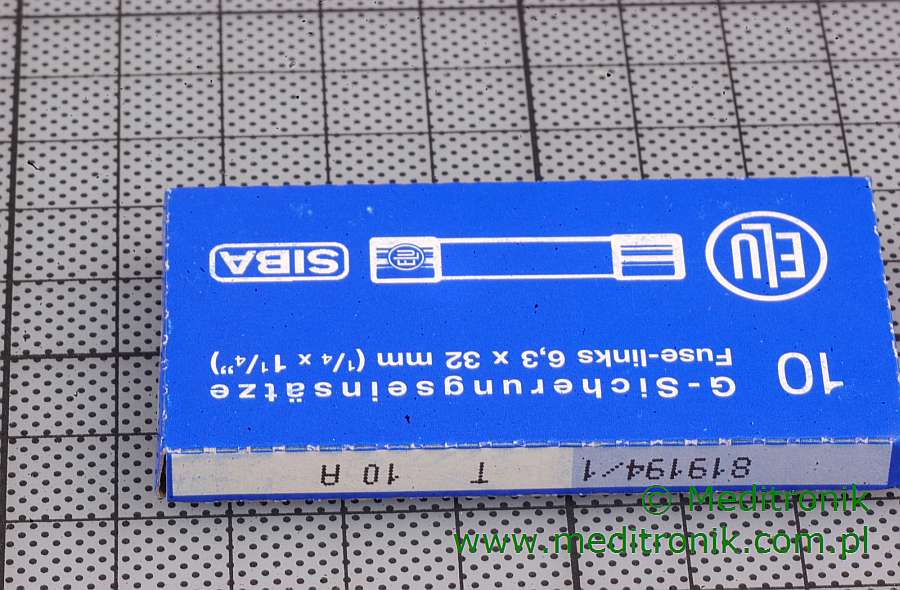 819194/1 T 10 A
10
G-Sicherungseinsätze
Fuse-links 6,3 x 32 mm (¹/₄ x 1¹/₄")
ELU
ELU
SIBA
© Meditronik
www.meditronik.com.pl